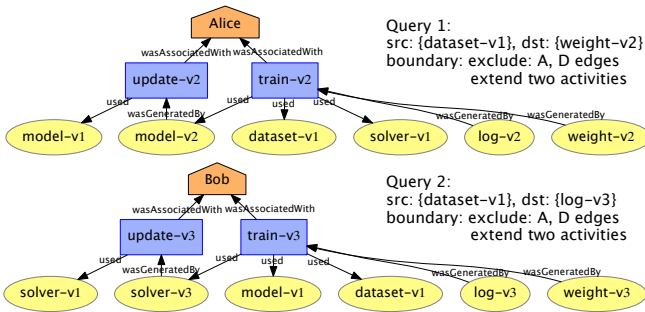 Alice
Query 1:
src: {dataset-v1}, dst: {weight-v2}
boundary: exclude: A, D edges
extend two activities
wasAssociatedWith
wasAssociatedWith
update-v2
train-v2
used
wasGeneratedBy
used
used
used
wasGeneratedBy
wasGeneratedBy
model-v1
model-v2
dataset-v1
solver-v1
log-v2
weight-v2
Bob
Query 2:
src: {dataset-v1}, dst: {log-v3}
boundary: exclude: A, D edges
extend two activities
wasAssociatedWith
wasAssociatedWith
update-v3
train-v3
used
wasGeneratedBy
used
used
used
wasGeneratedBy
wasGeneratedBy
solver-v1
solver-v3
model-v1
dataset-v1
log-v3
weight-v3